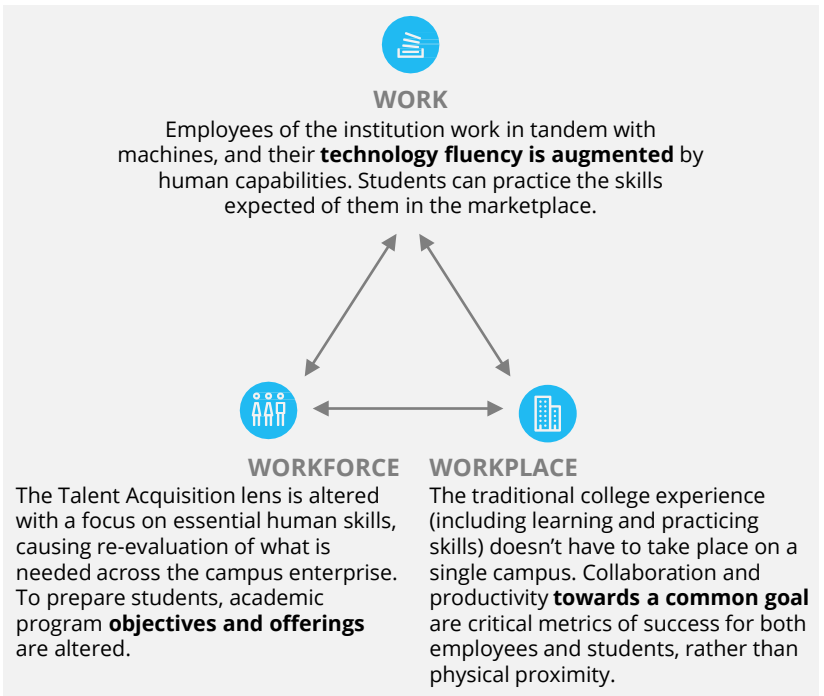 WORK
Employees of the institution work in tandem with
machines, and their technology fluency is augmented by
human capabilities. Students can practice the skills
expected of them in the marketplace.
WORKFORCE
The Talent Acquisition lens is altered
with a focus on essential human skills,
causing re-evaluation of what is
needed across the campus enterprise.
To prepare students, academic
program objectives and offerings
are altered.
WORKPLACE
The traditional college experience
(including learning and practicing
skills) doesn’t have to take place on a
single campus. Collaboration and
productivity towards a common goal
are critical metrics of success for both
employees and students, rather than
physical proximity.